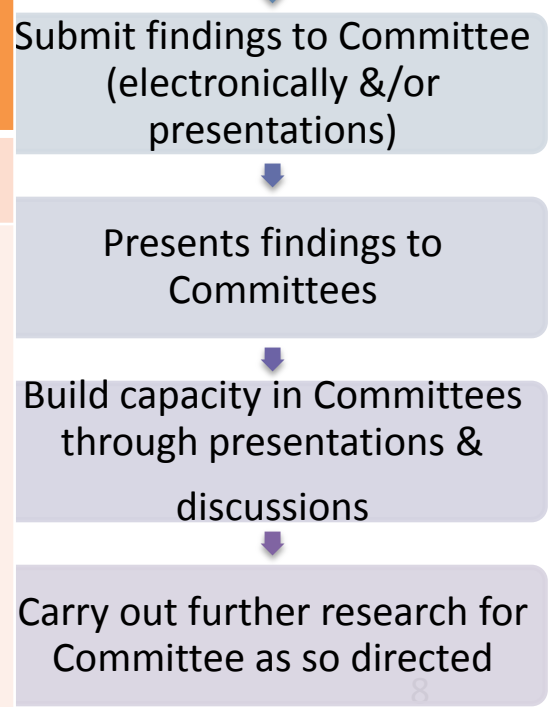 Submit findings to Committee
(electronically &/or
presentations)
Presents findings to
Committees
Build capacity in Committees
through presentations &
discussions
Carry out further research for
Committee as so directed
8